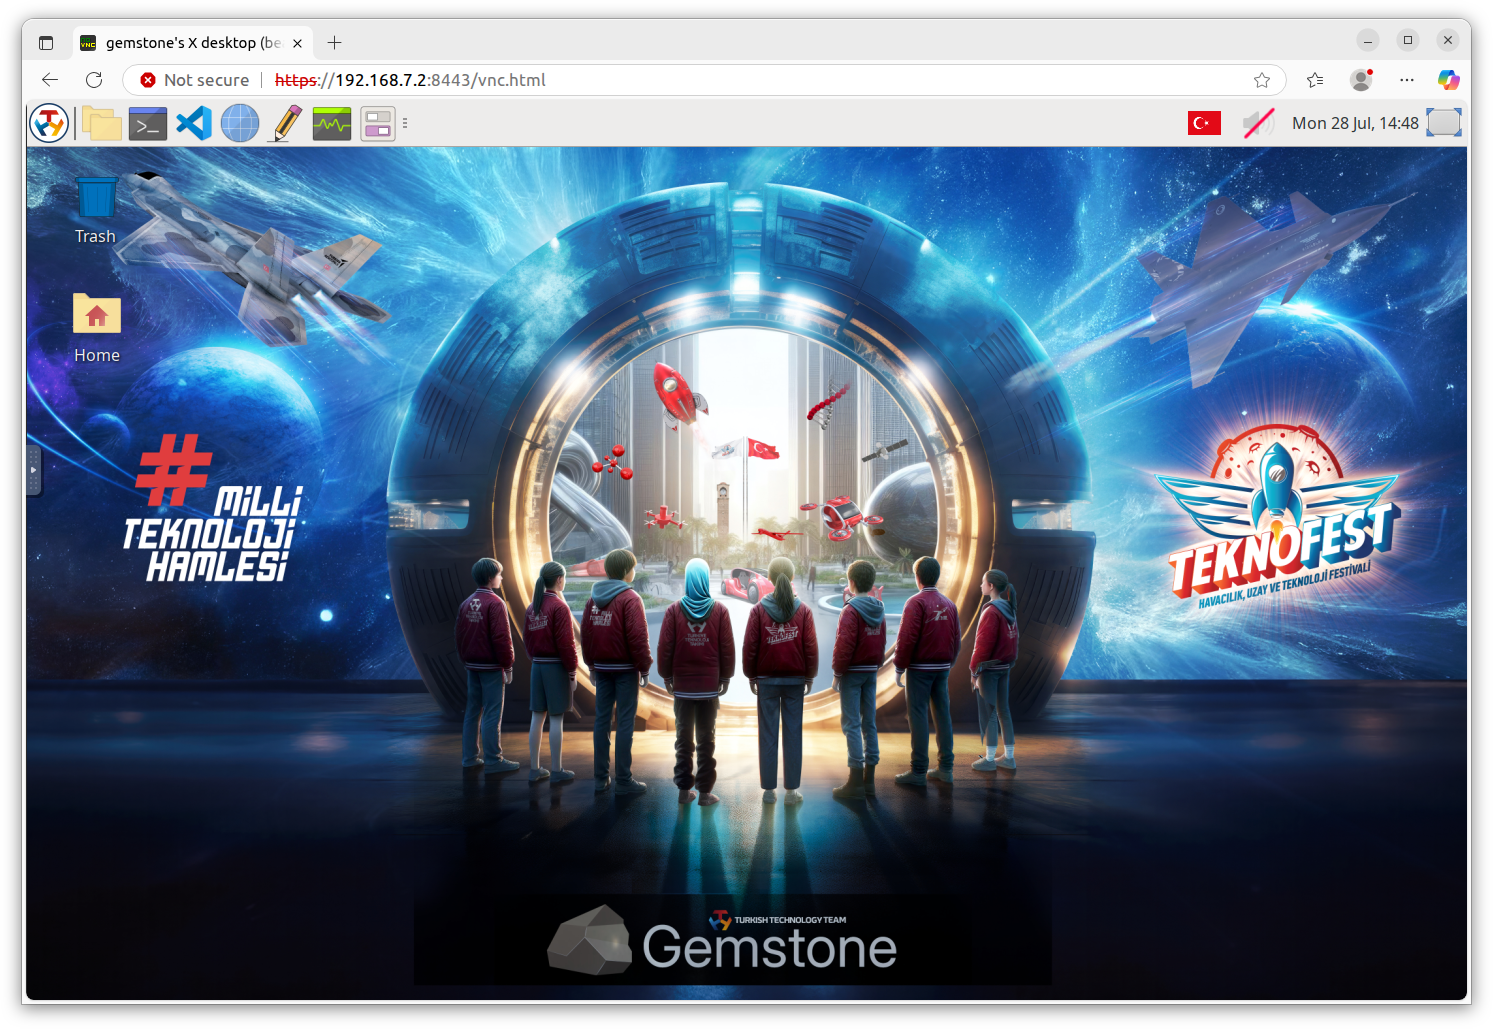 gemstone's X desktop (be
Not secure
https://192.168.7.2:8443/vnc.html
Mon 28 Jul, 14:48
Trash
Home
#MİLLİ
TEKNOLOJİ
HAMLESİ
TEKNOFEST
HAVACILIK, UZAY VE TEKNOLOJİ FESTİVALİ
TEKNOFEST
TURKISH TECHNOLOGY TEAM
Gemstone